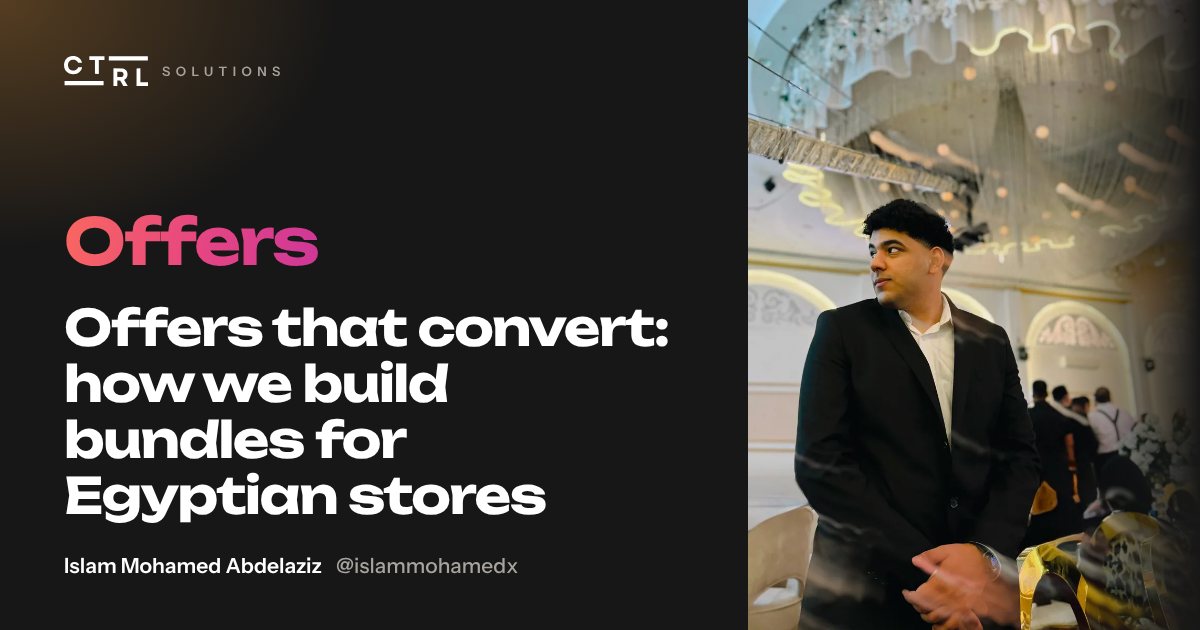 CTRL SOLUTIONS
Offers
Offers that convert:
how we build
bundles for
Egyptian stores
Islam Mohamed Abdelaziz @islammohamedx